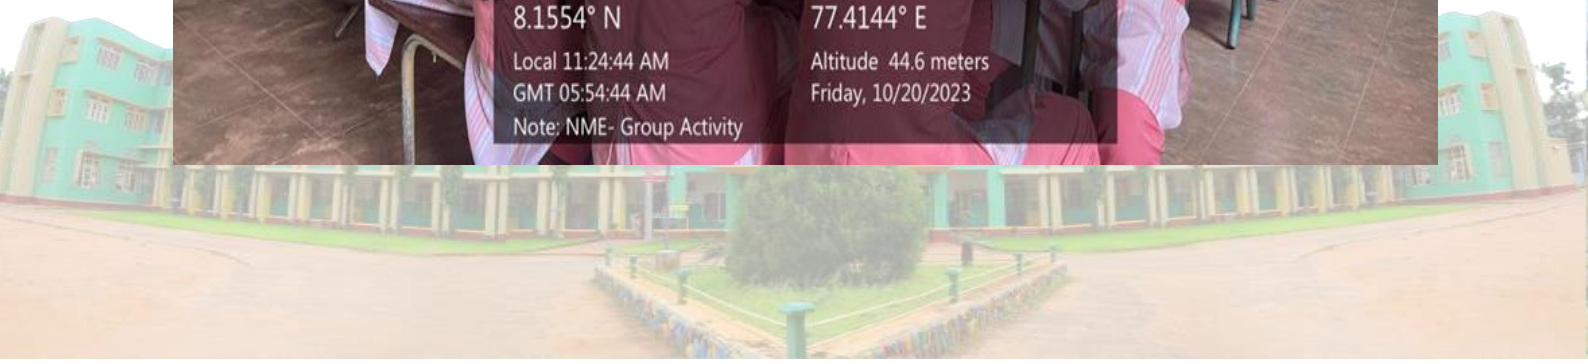 8.1554° N 77.4144° E
Local 11:24:44 AM Altitude 44.6 meters
GMT 05:54:44 AM Friday, 10/20/2023
Note: NME- Group Activity